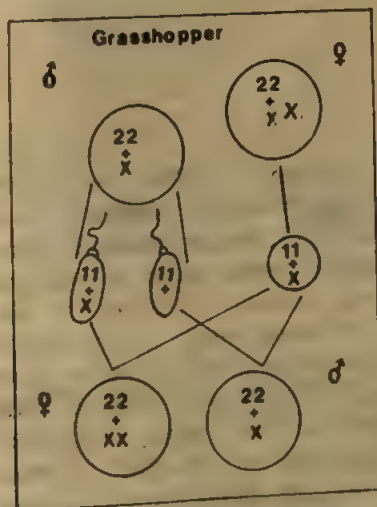 Grasshopper
♂
♀
22
+
X
22
+
X X
11
+
X
11
+
11
+
X
♀
22
+
XX
22
+
X
♂